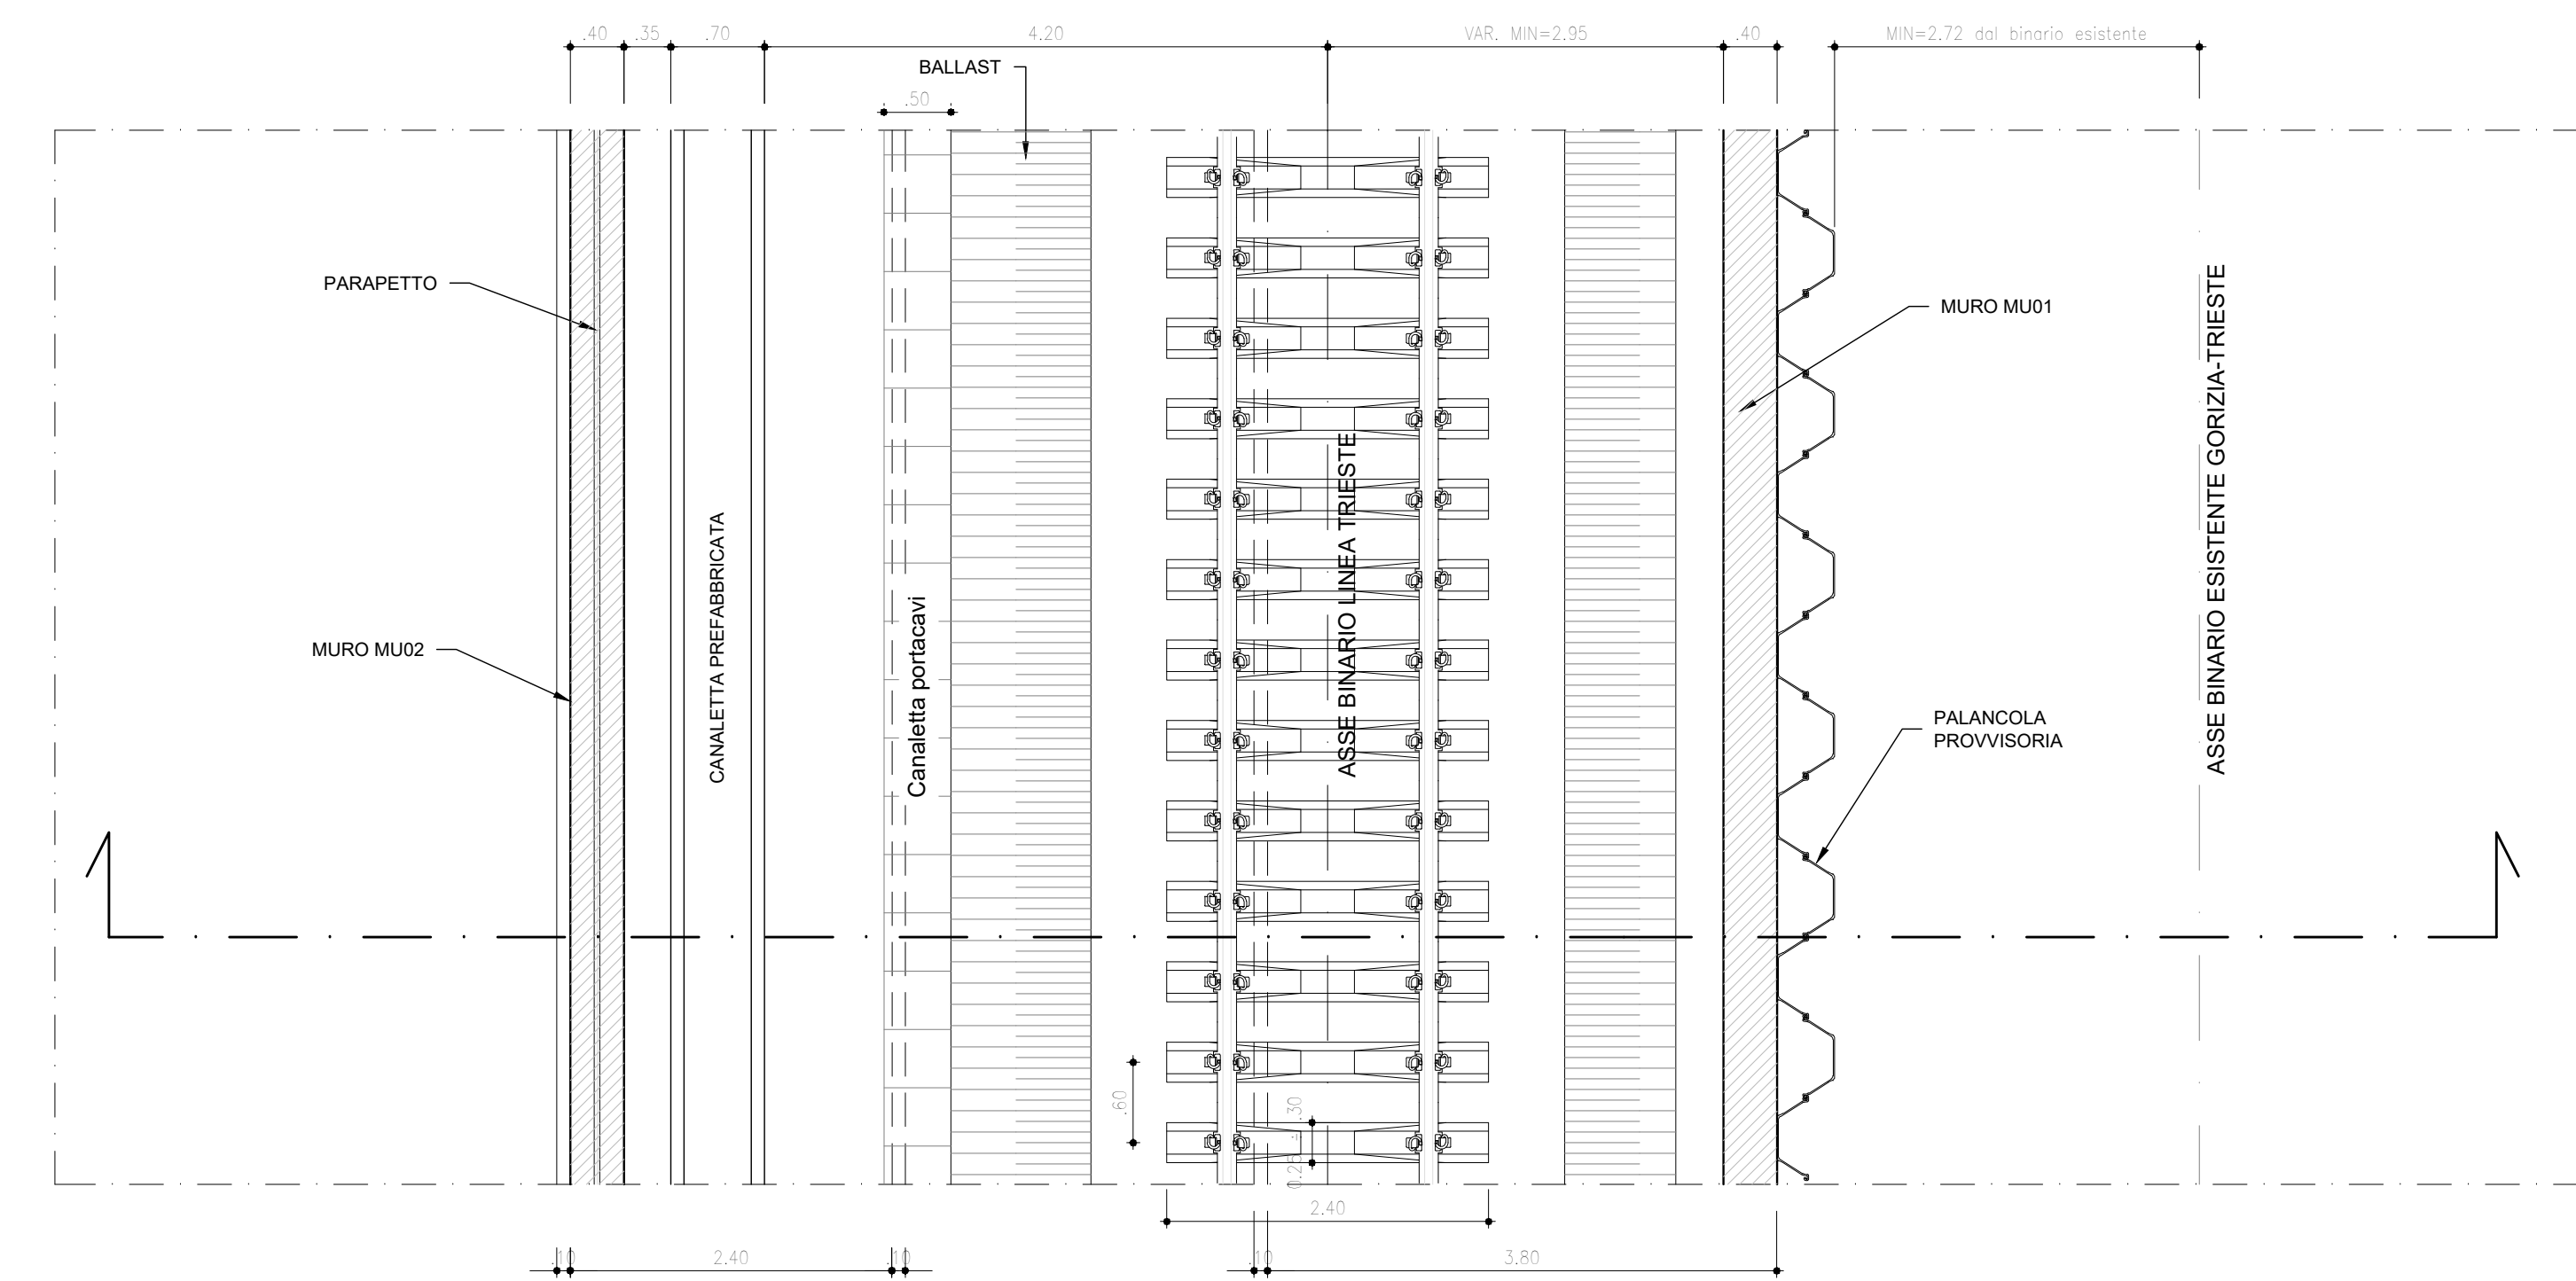 .40
.35
.70
4.20
VAR. MIN=2.95
.40
MIN=2.72 dal binario esistente
BALLAST
.50
PARAPETTO
MURO MU01
ASSE BINARIO ESISTENTE GORIZIA-TRIESTE
ASSE BINARIO LINEA TRIESTE
CANALETTA PREFABBRICATA
Canaletta portacavi
MURO MU02
PALANCOLA
PROVVISORIA
.60
2.40
.10
2.40
.10
.10
3.80